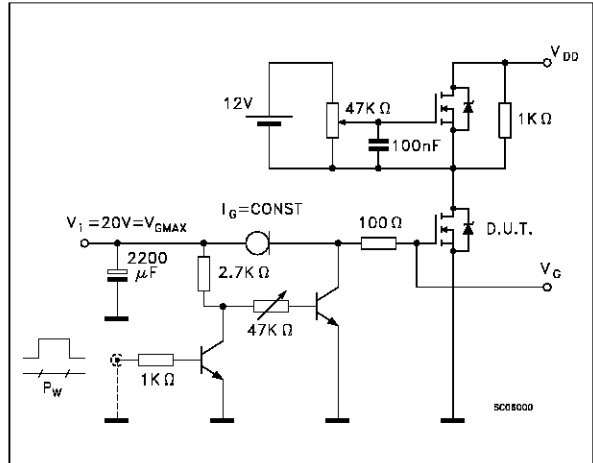 V_DD
12V
47K Ω
1K Ω
100nF
V_i =20V=V_GMAX
I_G=CONST
100 Ω
D.U.T.
2200
μF
2.7K Ω
V_G
47K Ω
1K Ω
P_W
SC06000